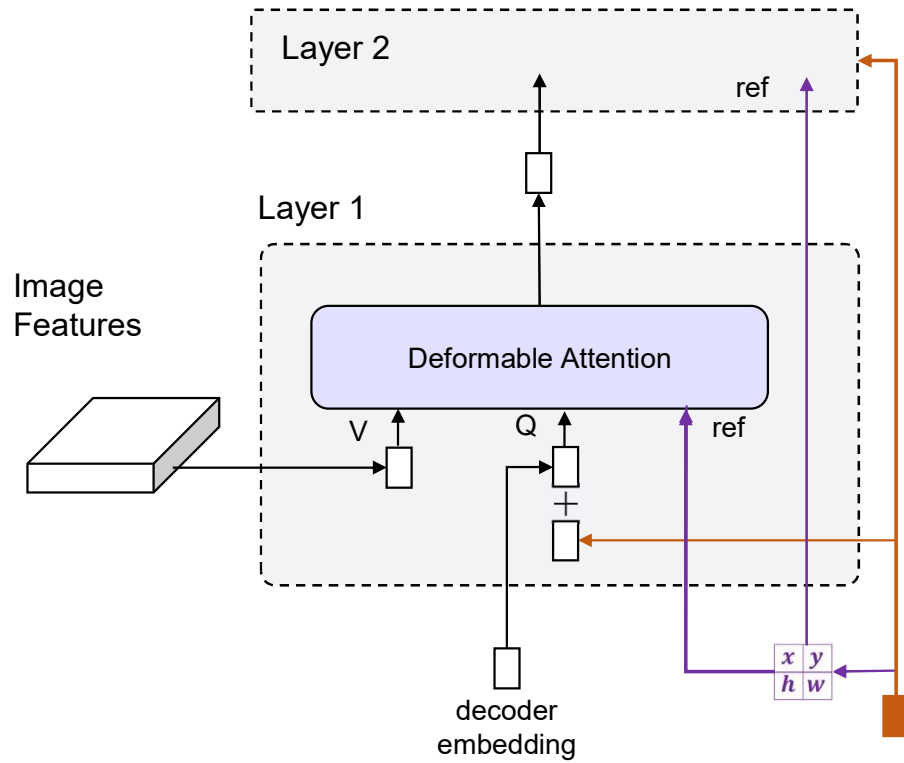 Layer 2
ref
Layer 1
Image
Features
Deformable Attention
V
Q
ref
+
x y
h w
decoder
embedding